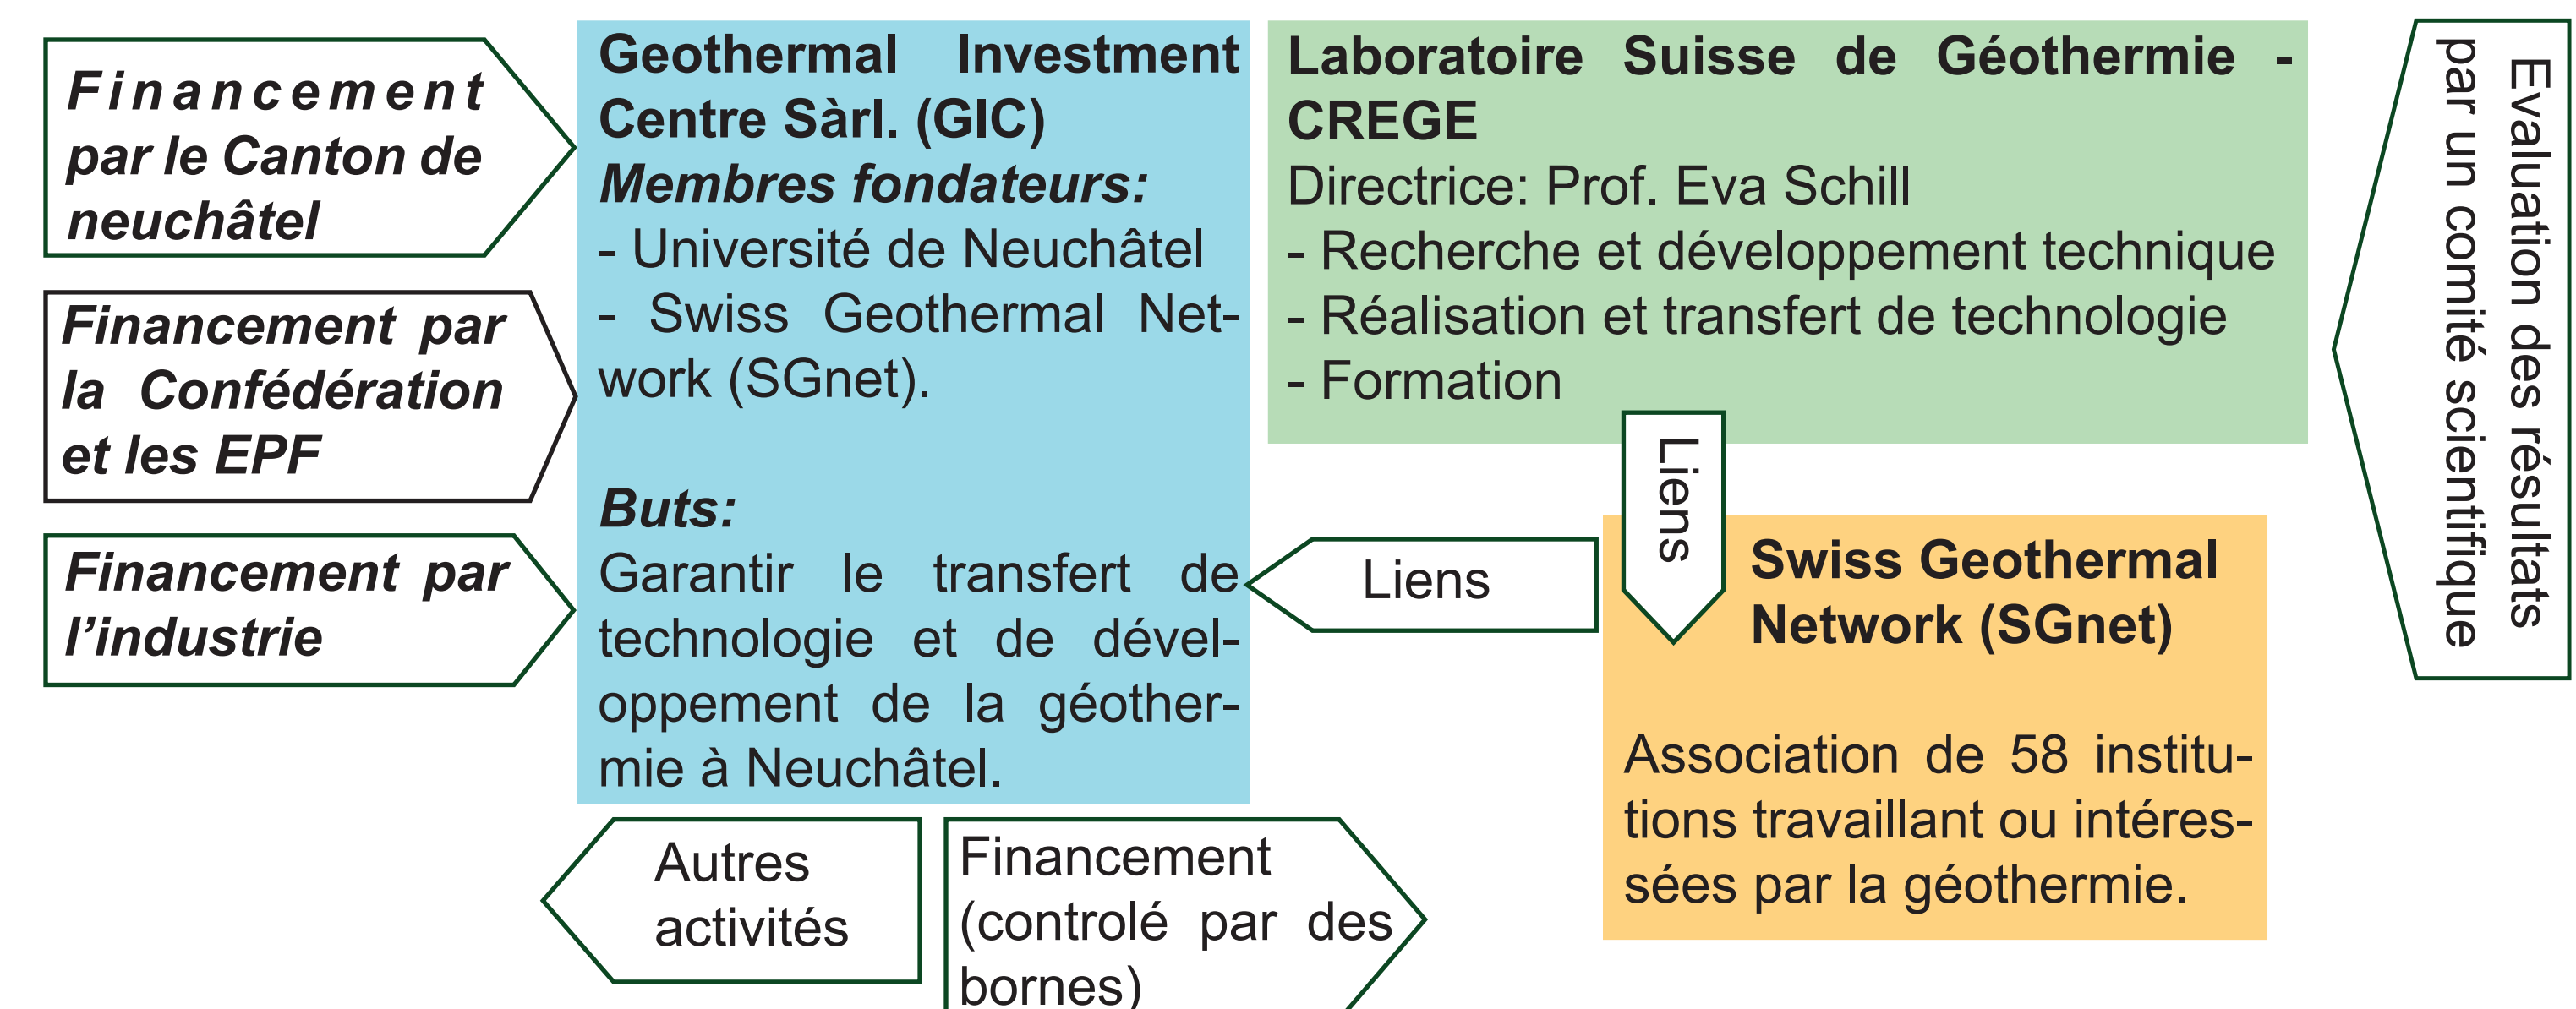 Financement
par le Canton de
neuchâtel
Financement par
la Confédération
et les EPF
Financement par
l’industrie
Geothermal Investment
Centre Sàrl. (GIC)
Membres fondateurs:
- Université de Neuchâtel
- Swiss Geothermal Net-
work (SGnet).
Buts:
Garantir le transfert de
technologie et de dével-
oppement de la géother-
mie à Neuchâtel.
Autres
activités
Financement
(controlé par des
bornes)
Laboratoire Suisse de Géothermie -
CREGE
Directrice: Prof. Eva Schill
- Recherche et développement technique
- Réalisation et transfert de technologie
- Formation
Liens
Liens
Swiss Geothermal
Network (SGnet)
Association de 58 institu-
tions travaillant ou intéres-
sées par la géothermie.
Evaluation des résultats
par un comité scientifique